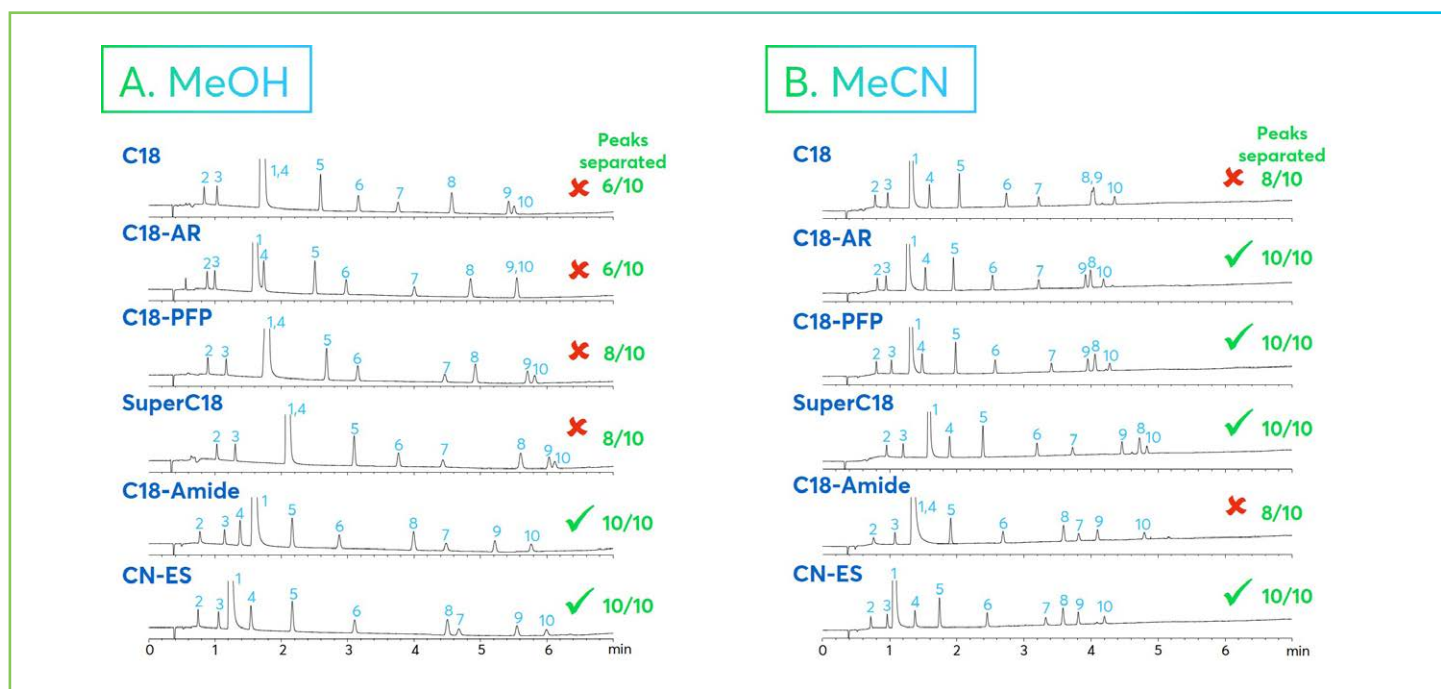 A. MeOH
Peaks
separated
C18
2 3 1,4 5 6 7 8 9 10
✘ 6/10
C18-AR
2 3 1 4 5 6 7 8 9,10
✘ 6/10
C18-PFP
2 3 1,4 5 6 7 8 9 10
✘ 8/10
SuperC18
2 3 1,4 5 6 7 8 9 10
✘ 8/10
C18-Amide
2 3 4 1 5 6 8 7 9 10
✓ 10/10
CN-ES
2 3 1 4 5 6 8 7 9 10
✓ 10/10
0 1 2 3 4 5 6 min
B. MeCN
Peaks
separated
C18
2 3 1 4 5 6 7 8,9 10
✘ 8/10
C18-AR
2 3 1 4 5 6 7 9 8 10
✓ 10/10
C18-PFP
2 3 1 4 5 6 7 9 8 10
✓ 10/10
SuperC18
2 3 1 4 5 6 7 9 8 10
✓ 10/10
C18-Amide
2 3 1,4 5 6 8 7 9 10
✘ 8/10
CN-ES
2 3 1 4 5 6 7 8 9 10
✓ 10/10
0 1 2 3 4 5 6 min